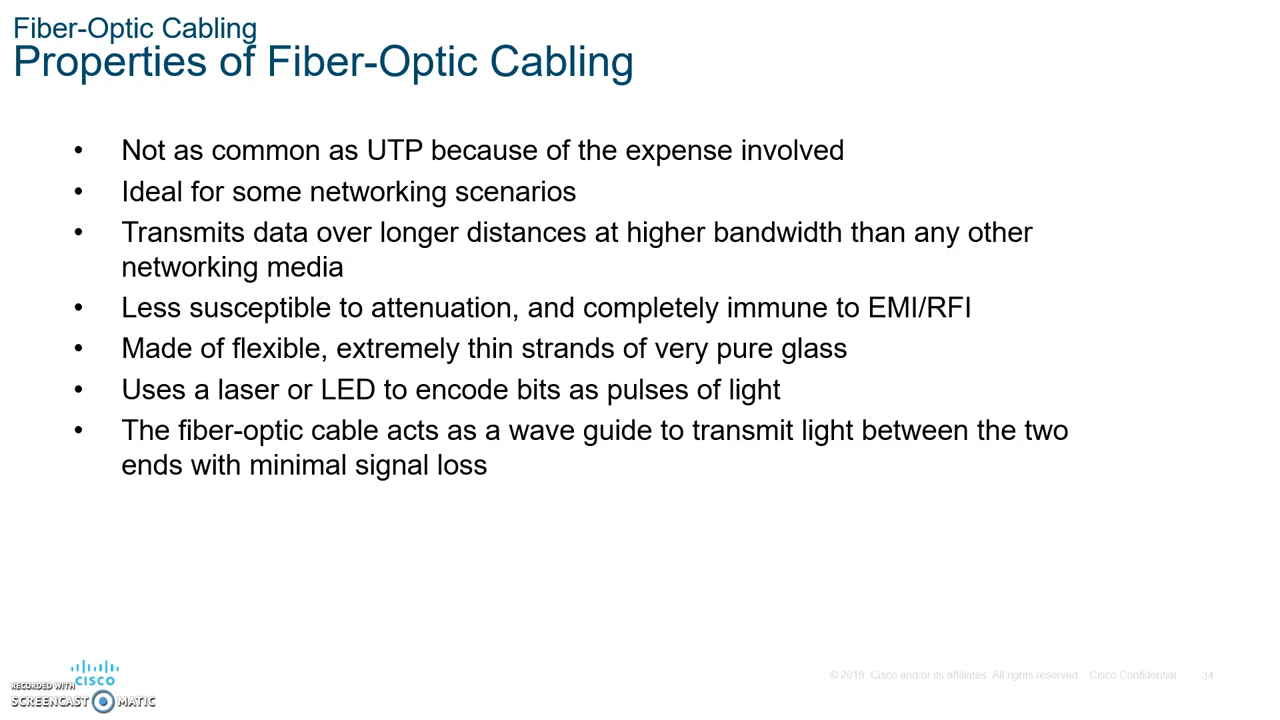 Fiber-Optic Cabling
Properties of Fiber-Optic Cabling
• Not as common as UTP because of the expense involved
• Ideal for some networking scenarios
• Transmits data over longer distances at higher bandwidth than any other
networking media
• Less susceptible to attenuation, and completely immune to EMI/RFI
• Made of flexible, extremely thin strands of very pure glass
• Uses a laser or LED to encode bits as pulses of light
• The fiber-optic cable acts as a wave guide to transmit light between the two
ends with minimal signal loss
CISCO
RECORDED WITH
SCREENCAST MATIC
© 2016 Cisco and/or its affiliates. All rights reserved. Cisco Confidential 34